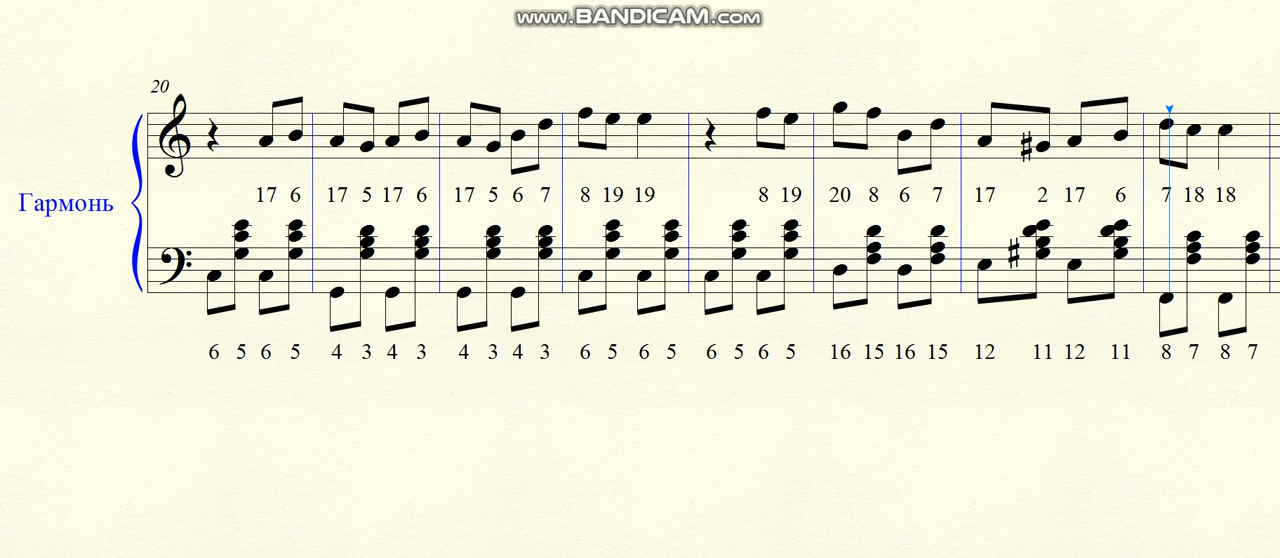 www.BANDICAM.com
20
17 6 17 5 17 6 17 5 6 7 8 19 19 8 19 20 8 6 7 17 2 17 6 7 18 18
Гармонь
6 5 6 5 4 3 4 3 4 3 4 3 6 5 6 5 6 5 6 5 16 15 16 15 12 11 12 11 8 7 8 7